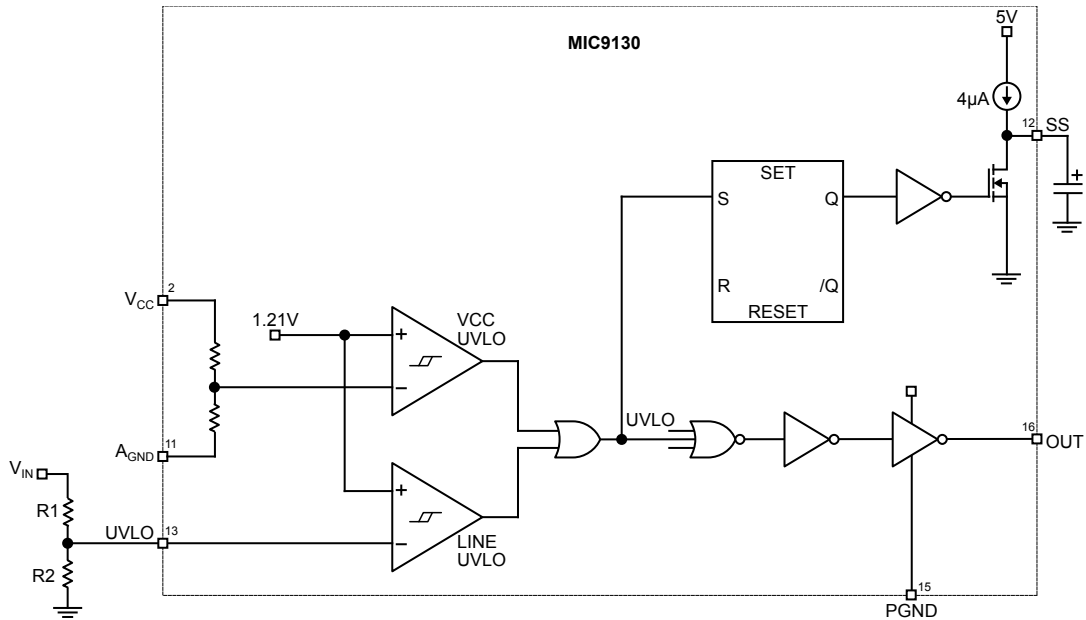 MIC9130
5V
4µA
12
SS
+
SET
S
Q
R
/Q
RESET
2
VCC
1.21V
+
VCC
UVLO
−
11
AGND
UVLO
16
OUT
VIN
R1
UVLO
13
R2
+
−
LINE
UVLO
15
PGND